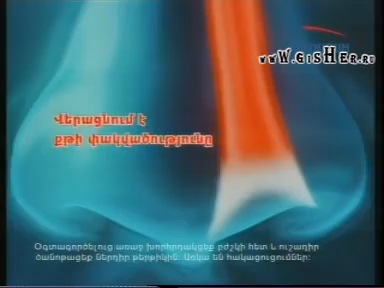 wwW.GISHER.RU
Վերացնում է
քթի փակվածությունը
Օգտագործելուց առաջ խորհրդակցեք բժշկի հետ և ուշադիր
ծանոթացեք ներդիր թերթիկին: Առկա են հակացուցումներ: